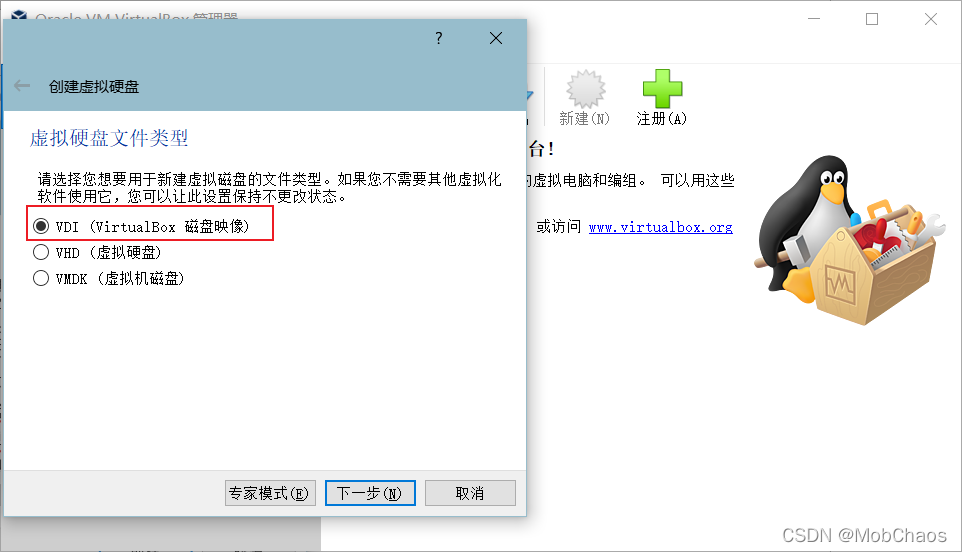 Oracle VM VirtualBox 管理器
?
创建虚拟硬盘
新建(N)
注册(A)
虚拟硬盘文件类型
台!
请选择您想要用于新建虚拟磁盘的文件类型。如果您不需要其他虚拟化
软件使用它，您可以让此设置保持不更改状态。
虚拟电脑和编组。 可以用这些
VDI (VirtualBox 磁盘映像)
或访问 www.virtualbox.org
VHD (虚拟硬盘)
VMDK (虚拟机磁盘)
专家模式(E)
下一步(N)
取消
CSDN @MobChaos